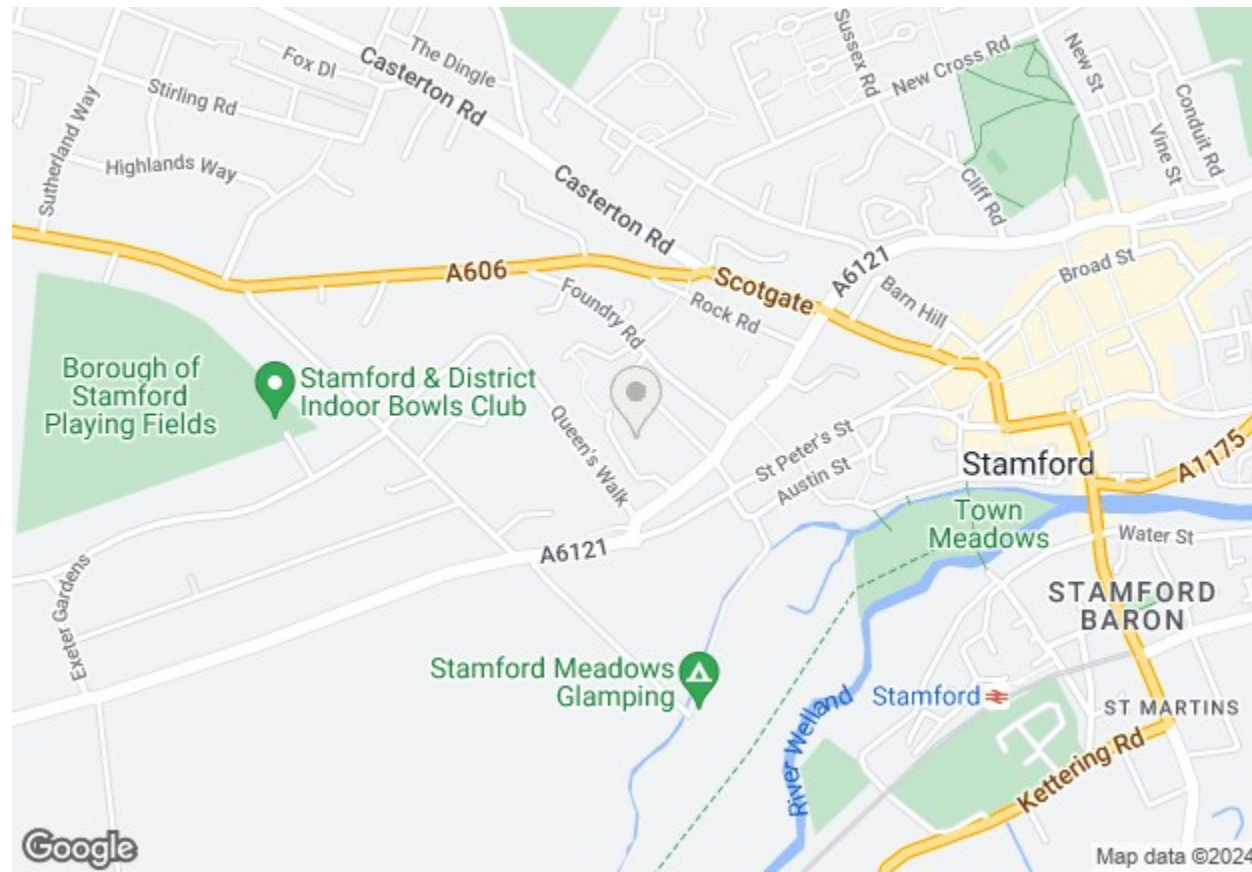 The Dingle
Fox Dl
Casterton Rd
Stirling Rd
Sutherland Way
Highlands Way
Sussex Rd
New Cross Rd
New St
Conduit Rd
Vine St
Cliff Rd
Casterton Rd
A606
Scotgate
A6121
Broad St
Barn Hill
Foundry Rd
Rock Rd
Borough of
Stamford
Playing Fields
Stamford & District
Indoor Bowls Club
Queen's Walk
St Peter's St
Austin St
Stamford
A1175
Town
Meadows
Water St
A6121
Exeter Gardens
STAMFORD
BARON
Stamford Meadows
Glamping
River Welland
Stamford
ST MARTINS
Kettering Rd
Google
Map data ©2024